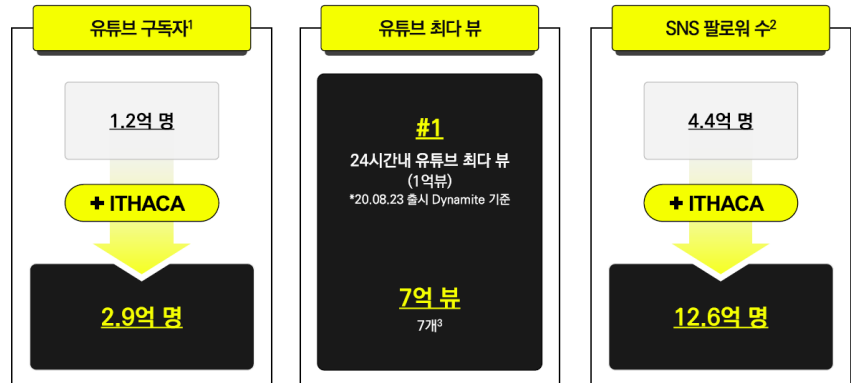 유튜브 구독자¹
1.2억 명
+ ITHACA
2.9억 명
유튜브 최다 뷰
#1
24시간내 유튜브 최다 뷰
(1억뷰)
*20.08.23 출시 Dynamite 기준
7억 뷰
7개³
SNS 팔로워 수²
4.4억 명
+ ITHACA
12.6억 명